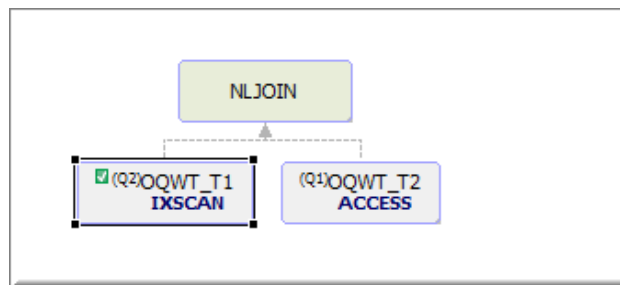 NLJOIN
(Q2)OQWT_T1
IXSCAN
(Q1)OQWT_T2
ACCESS